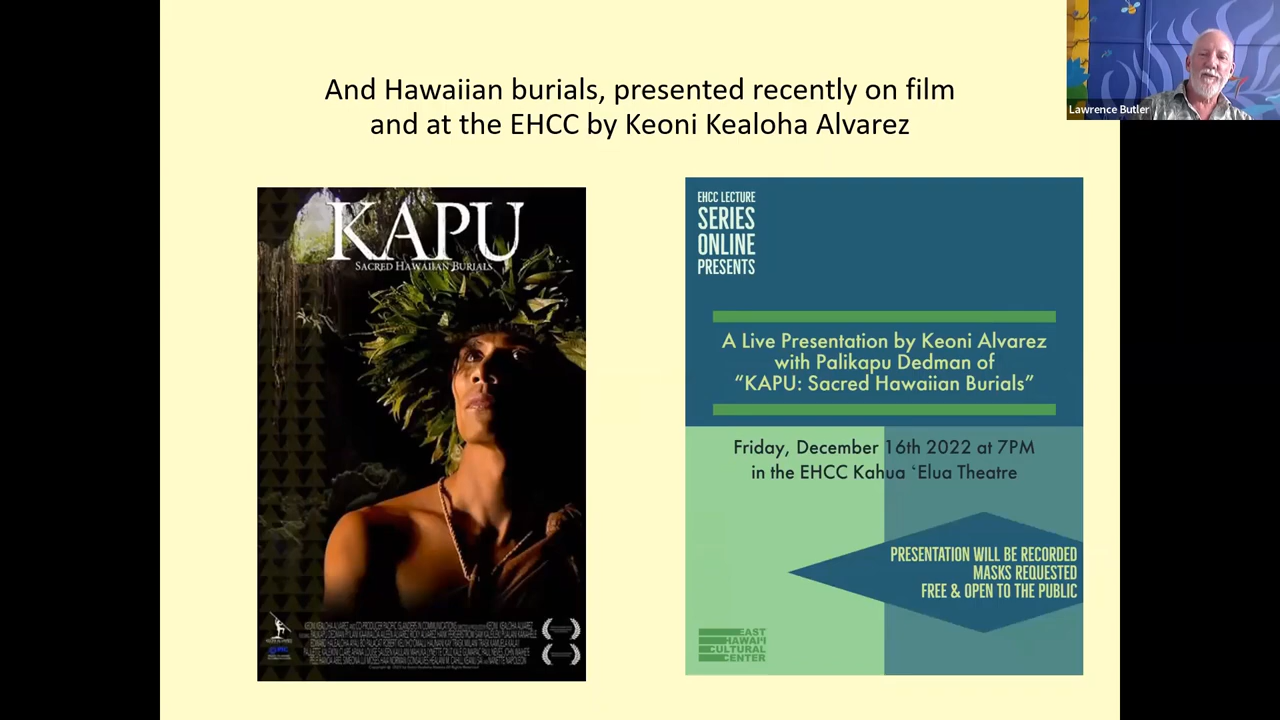 And Hawaiian burials, presented recently on film
and at the EHCC by Keoni Kealoha Alvarez
Lawrence Butler
KAPU
SACRED HAWAIIAN BURIALS
EHCC LECTURE
SERIES
ONLINE
PRESENTS
A Live Presentation by Keoni Alvarez
with Palikapu Dedman of
“KAPU: Sacred Hawaiian Burials”
Friday, December 16th 2022 at 7PM
in the EHCC Kahua ʻElua Theatre
PRESENTATION WILL BE RECORDED
MASKS REQUESTED
FREE & OPEN TO THE PUBLIC
EAST
HAWAI'I
CULTURAL
CENTER